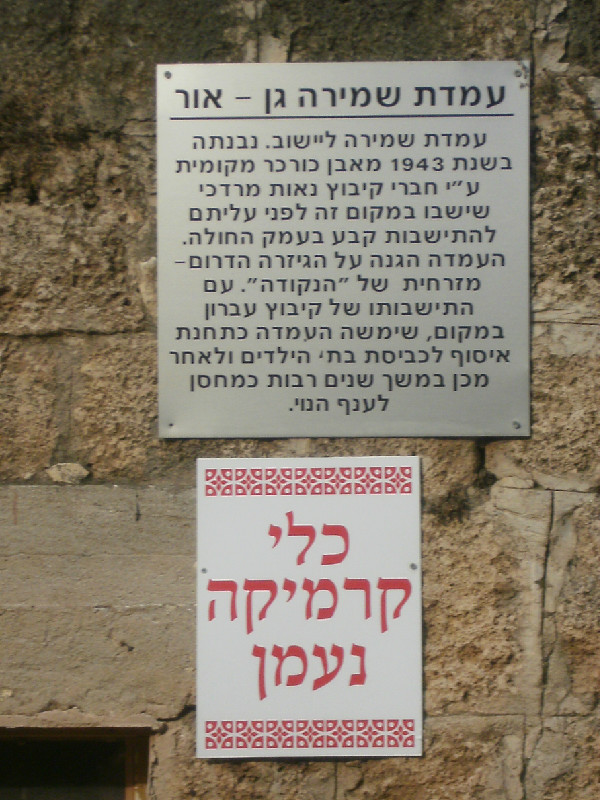 עמדת שמירה גן - אור
עמדת שמירה ליישוב. נבנתה
בשנת 1943 מאבן כורכר מקומית
ע"י חברי קיבוץ נאות מרדכי
שישבו במקום זה לפני עליתם
להתישבות קבע בעמק החולה.
העמדה הגנה על הגיזרה הדרום-
מזרחית של "הנקודה". עם
התישבותו של קיבוץ עברון
במקום, שימשה העמדה כתחנת
איסוף לכביסת בת' הילדים ולאחר
מכן במשך שנים רבות כמחסן
לענף הנוי.
כלי
קרמיקה
נעמן